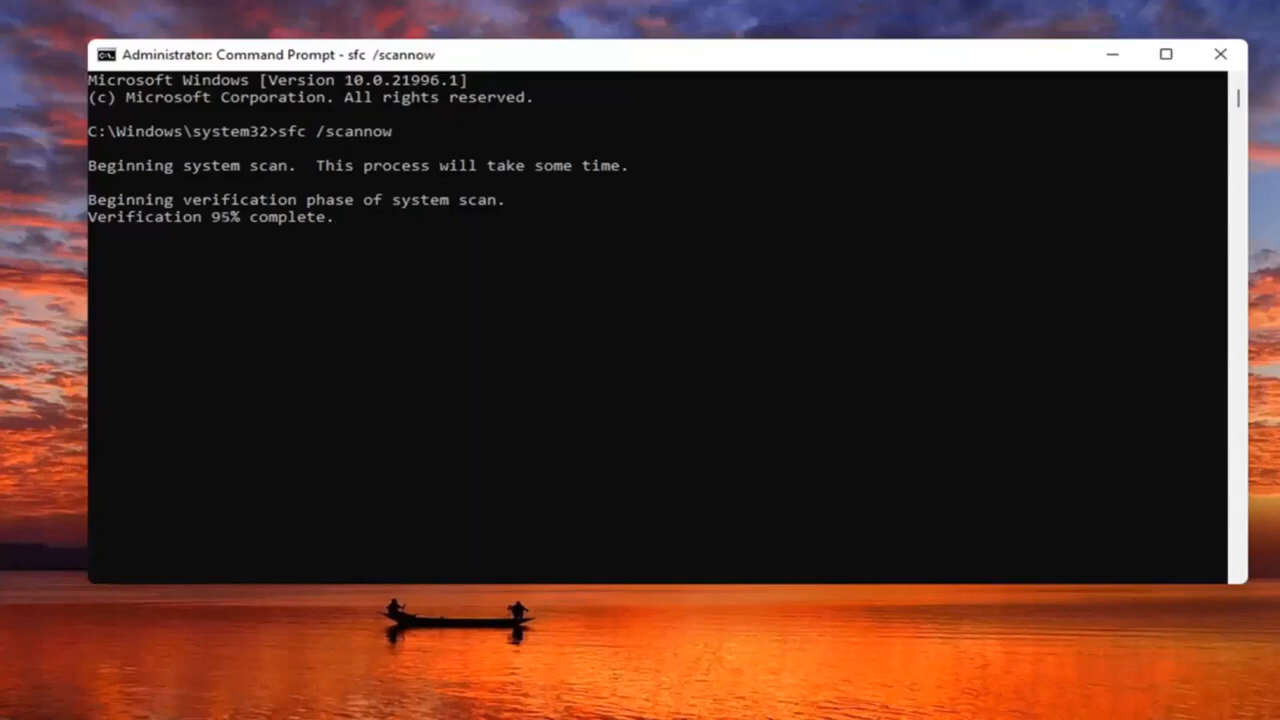 Administrator: Command Prompt - sfc  /scannow
Microsoft Windows [Version 10.0.21996.1]
(c) Microsoft Corporation. All rights reserved.
C:\Windows\system32>sfc /scannow
Beginning system scan.  This process will take some time.
Beginning verification phase of system scan.
Verification 95% complete.